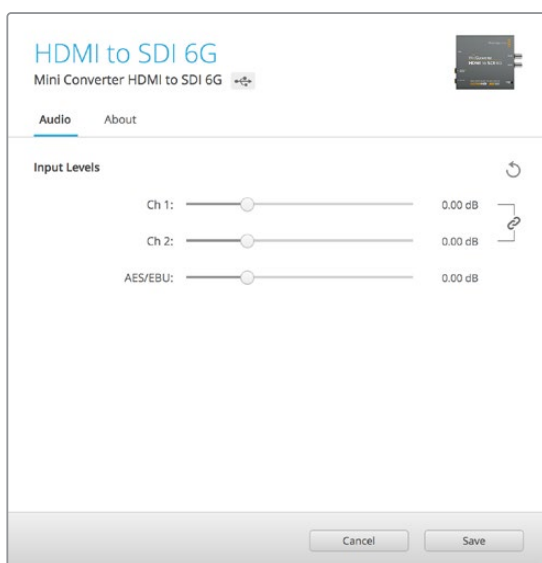 HDMI to SDI 6G
Mini Converter HDMI to SDI 6G
Audio About
Input Levels
Ch 1: 0.00 dB
Ch 2: 0.00 dB
AES/EBU: 0.00 dB
Cancel Save